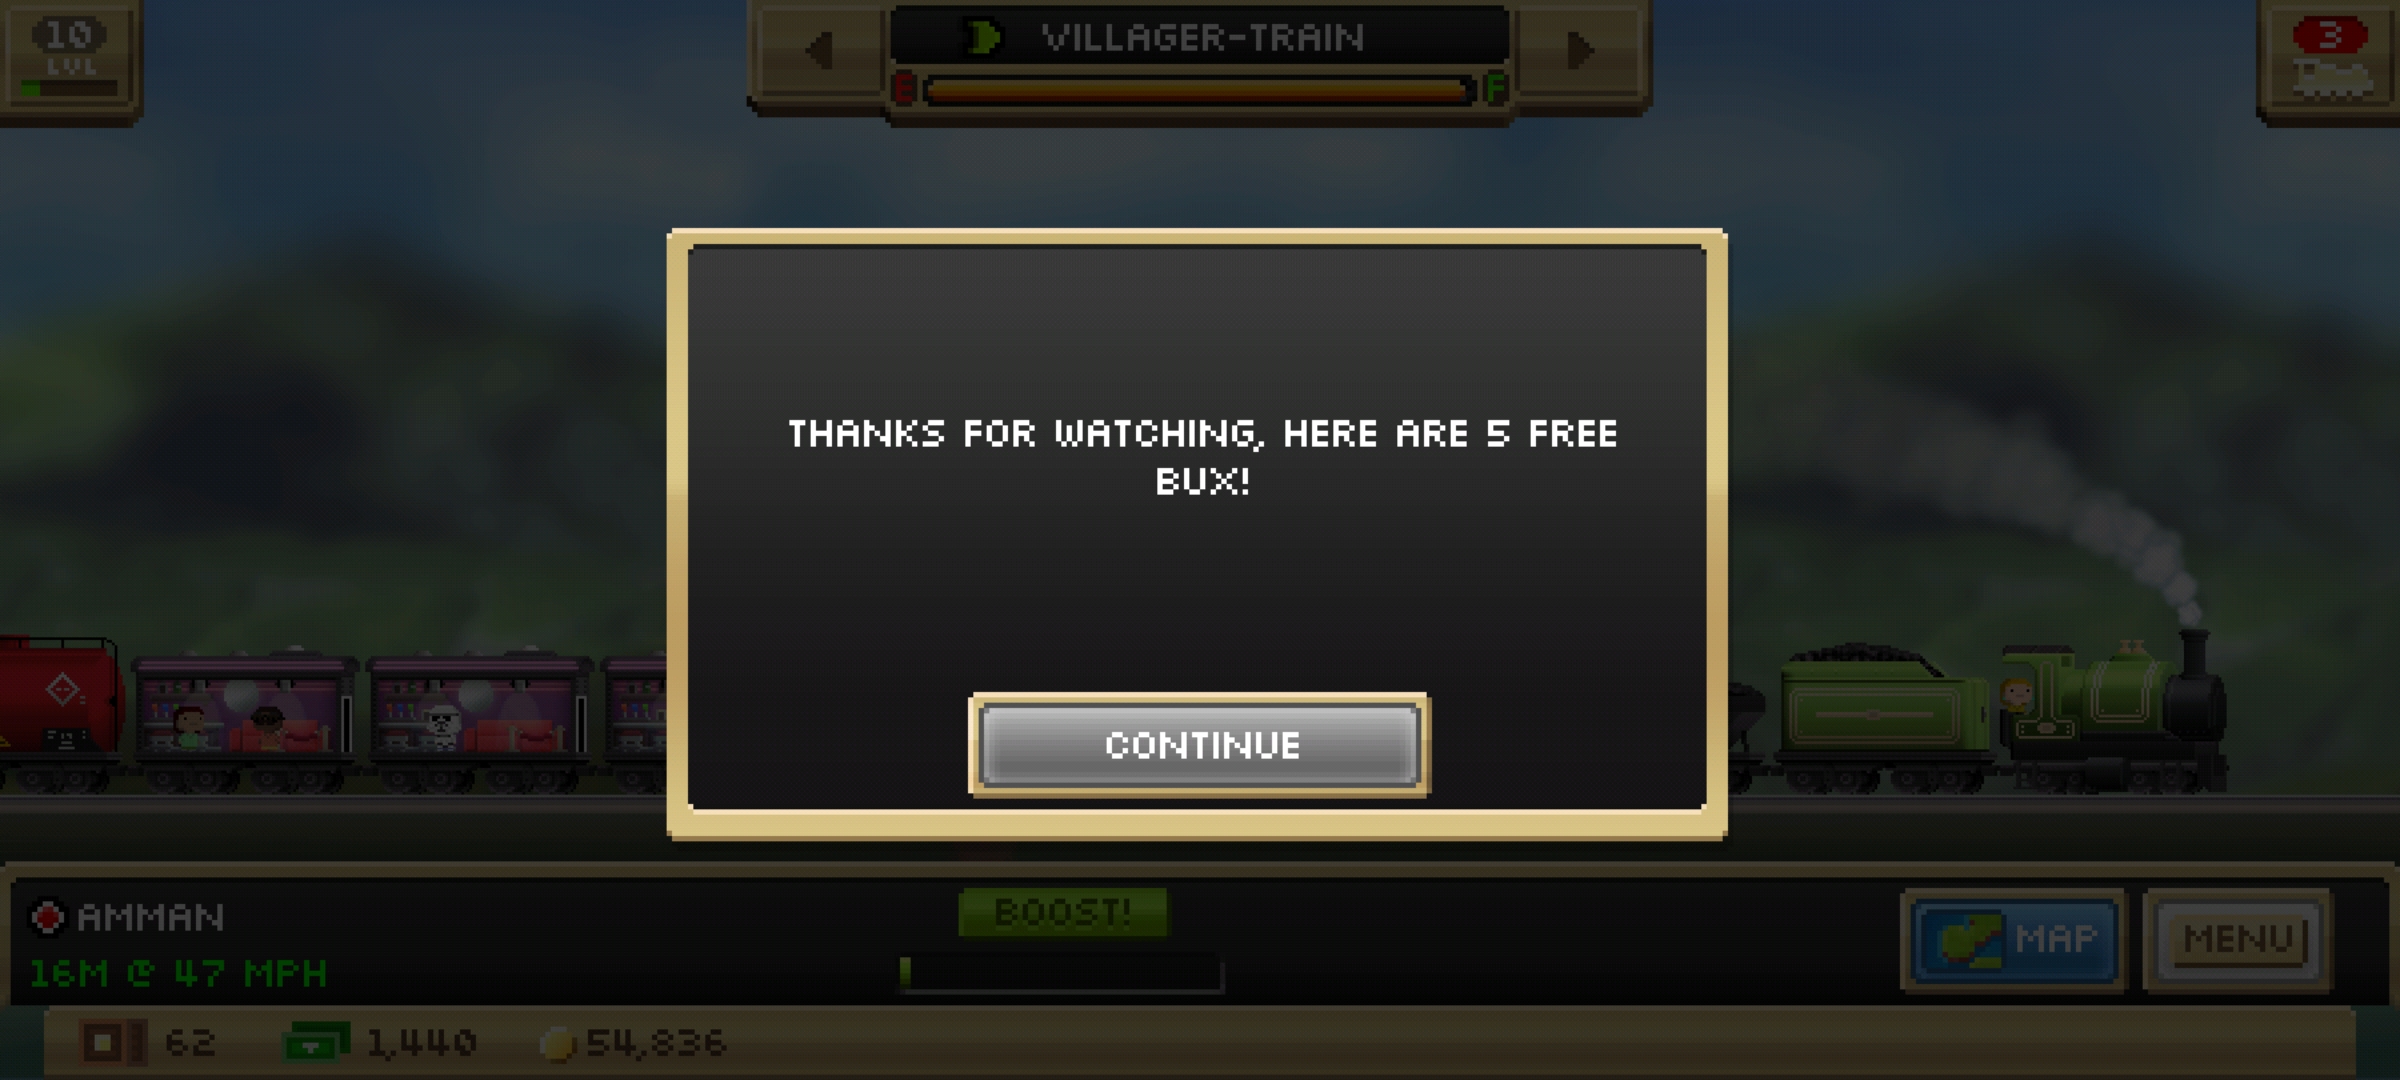 10
LVL
VILLAGER-TRAIN
E
F
3
THANKS FOR WATCHING, HERE ARE 5 FREE
BUX!
CONTINUE
AMMAN
16M @ 47 MPH
BOOST!
MAP
MENU
62
1,440
54,836